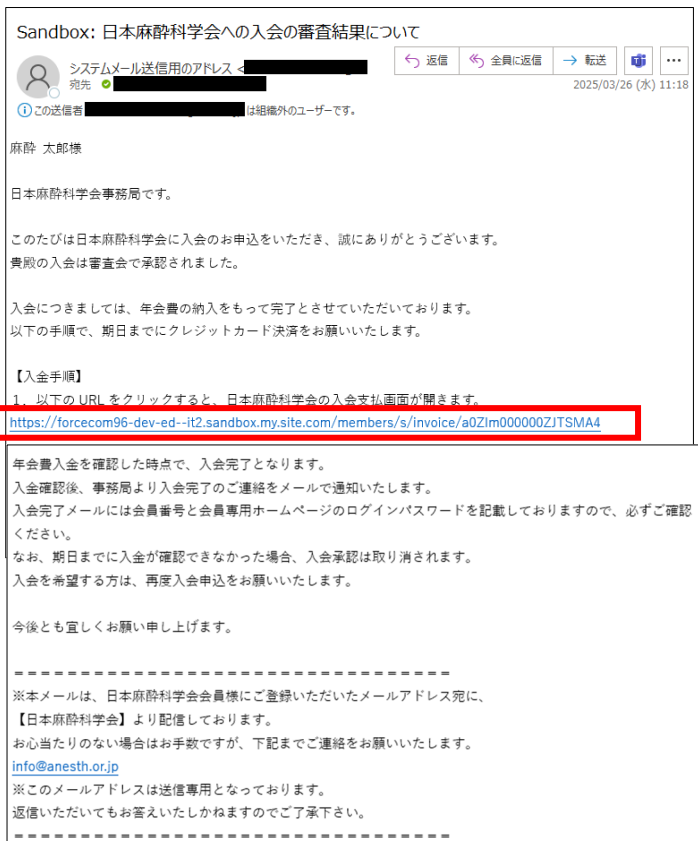 Sandbox: 日本麻酔科学会への入会の審査結果について
システムメール送信用のアドレス <
返信
全員に返信
転送
宛先
2025/03/26 (水) 11:18
この送信者 は組織外のユーザーです。
麻酔 太郎様
日本麻酔科学会事務局です。
このたびは日本麻酔科学会に入会のお申込をいただき、誠にありがとうございます。
貴殿の入会は審査会で承認されました。
入会につきましては、年会費の納入をもって完了とさせていただいております。
以下の手順で、期日までにクレジットカード決済をお願いいたします。
【入金手順】
1．以下の URL をクリックすると、日本麻酔科学会の入会支払画面が開きます。
https://forcecom96-dev-ed--it2.sandbox.my.site.com/members/s/invoice/a0ZIm000000ZJTSMA4
年会費入金を確認した時点で、入会完了となります。
入金確認後、事務局より入会完了のご連絡をメールで通知いたします。
入会完了メールには会員番号と会員専用ホームページのログインパスワードを記載しておりますので、必ずご確認
ください。
なお、期日までに入金が確認できなかった場合、入会承認は取り消されます。
入会を希望する方は、再度入会申込をお願いいたします。
今後とも宜しくお願い申し上げます。
＝＝＝＝＝＝＝＝＝＝＝＝＝＝＝＝＝＝＝＝＝＝＝＝＝＝＝＝＝＝＝＝＝
※本メールは、日本麻酔科学会会員様にご登録いただいたメールアドレス宛に、
【日本麻酔科学会】より配信しております。
お心当たりのない場合はお手数ですが、下記までご連絡をお願いいたします。
info@anesth.or.jp
※このメールアドレスは送信専用となっております。
返信いただいてもお答えいたしかねますのでご了承下さい。
＝＝＝＝＝＝＝＝＝＝＝＝＝＝＝＝＝＝＝＝＝＝＝＝＝＝＝＝＝＝＝＝＝